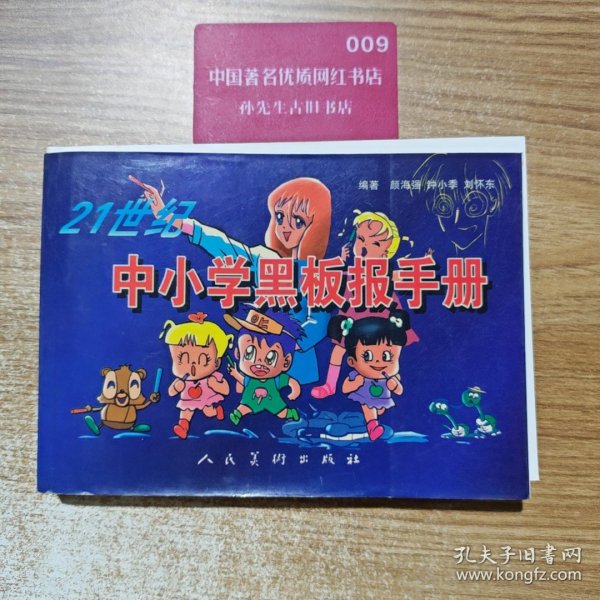 009
中国著名优质网红书店
孙先生古旧书店
编著 颜海强 钟小季 刘怀东
21世纪
中小学黑板报手册
人民美術出版社
孔夫子旧书网
www.kongfz.com